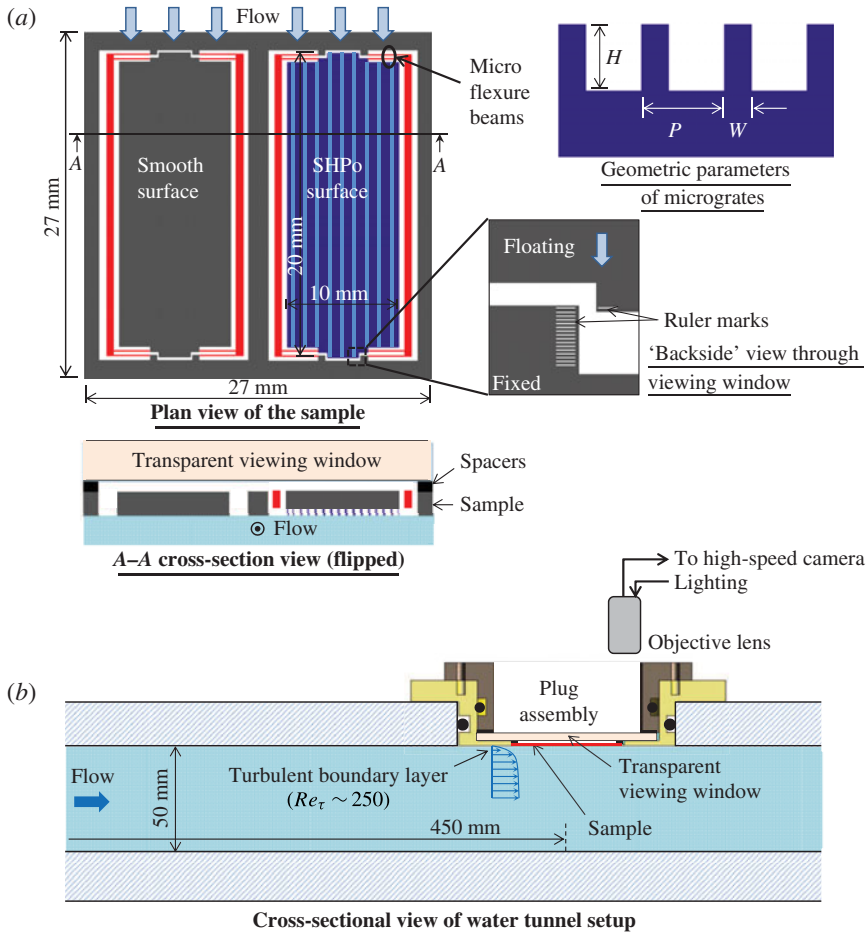 (a)
Flow
Micro
flexure
beams
H
P
W
Geometric parameters
of microgrates
A
A
Smooth
surface
SHPo
surface
27 mm
20 mm
10 mm
27 mm
Plan view of the sample
Floating
Fixed
Ruler marks
‘Backside’ view through
viewing window
Transparent viewing window
Spacers
Sample
Flow
A–A cross-section view (flipped)
To high-speed camera
Lighting
Objective lens
(b)
Plug
assembly
Flow
50 mm
Turbulent boundary layer
(Reτ ~ 250)
450 mm
Transparent
viewing window
Sample
Cross-sectional view of water tunnel setup